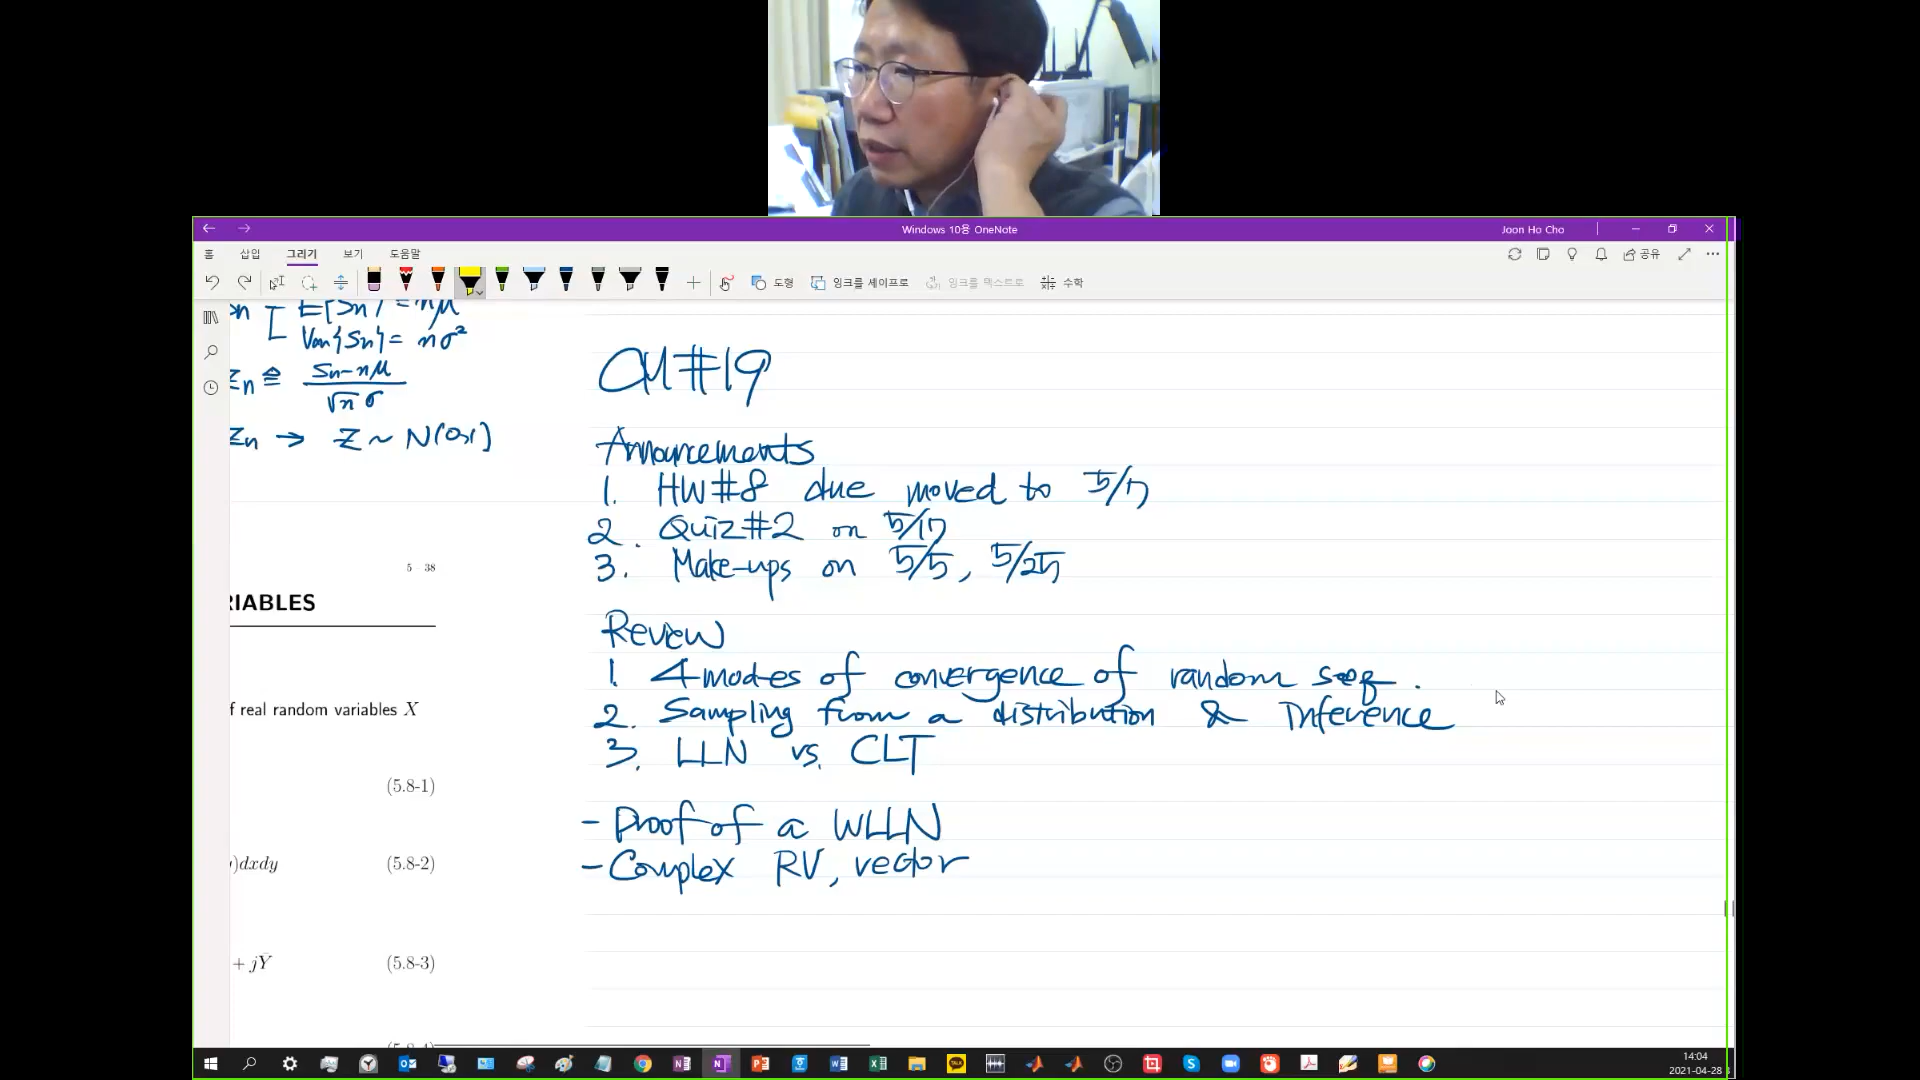 Windows 10용 OneNote
Joon Ho Cho
홈 삽입 그리기 보기 도움말
공유
도형 잉크를 셰이프로 잉크를 텍스트로 수학
Sn E[Sn] = nμ
Var{Sn} = nσ²
Zn ≙ Sn-nμ / √n σ
Zn → Z ~ N(0,1)
5 38
RIABLES
f real random variables X
(5.8-1)
)dxdy (5.8-2)
+ jY (5.8-3)
CM#19
Annoucements
1. HW#8 due moved to 5/17
2. Quiz#2 on 5/17
3. Make-ups on 5/5, 5/25
Review
1. 4 modes of convergence of random seq.
2. Sampling from a distribution & Inference
3. LLN vs. CLT
- Proof of a WLLN
- Complex RV, vector
14:04
2021-04-28